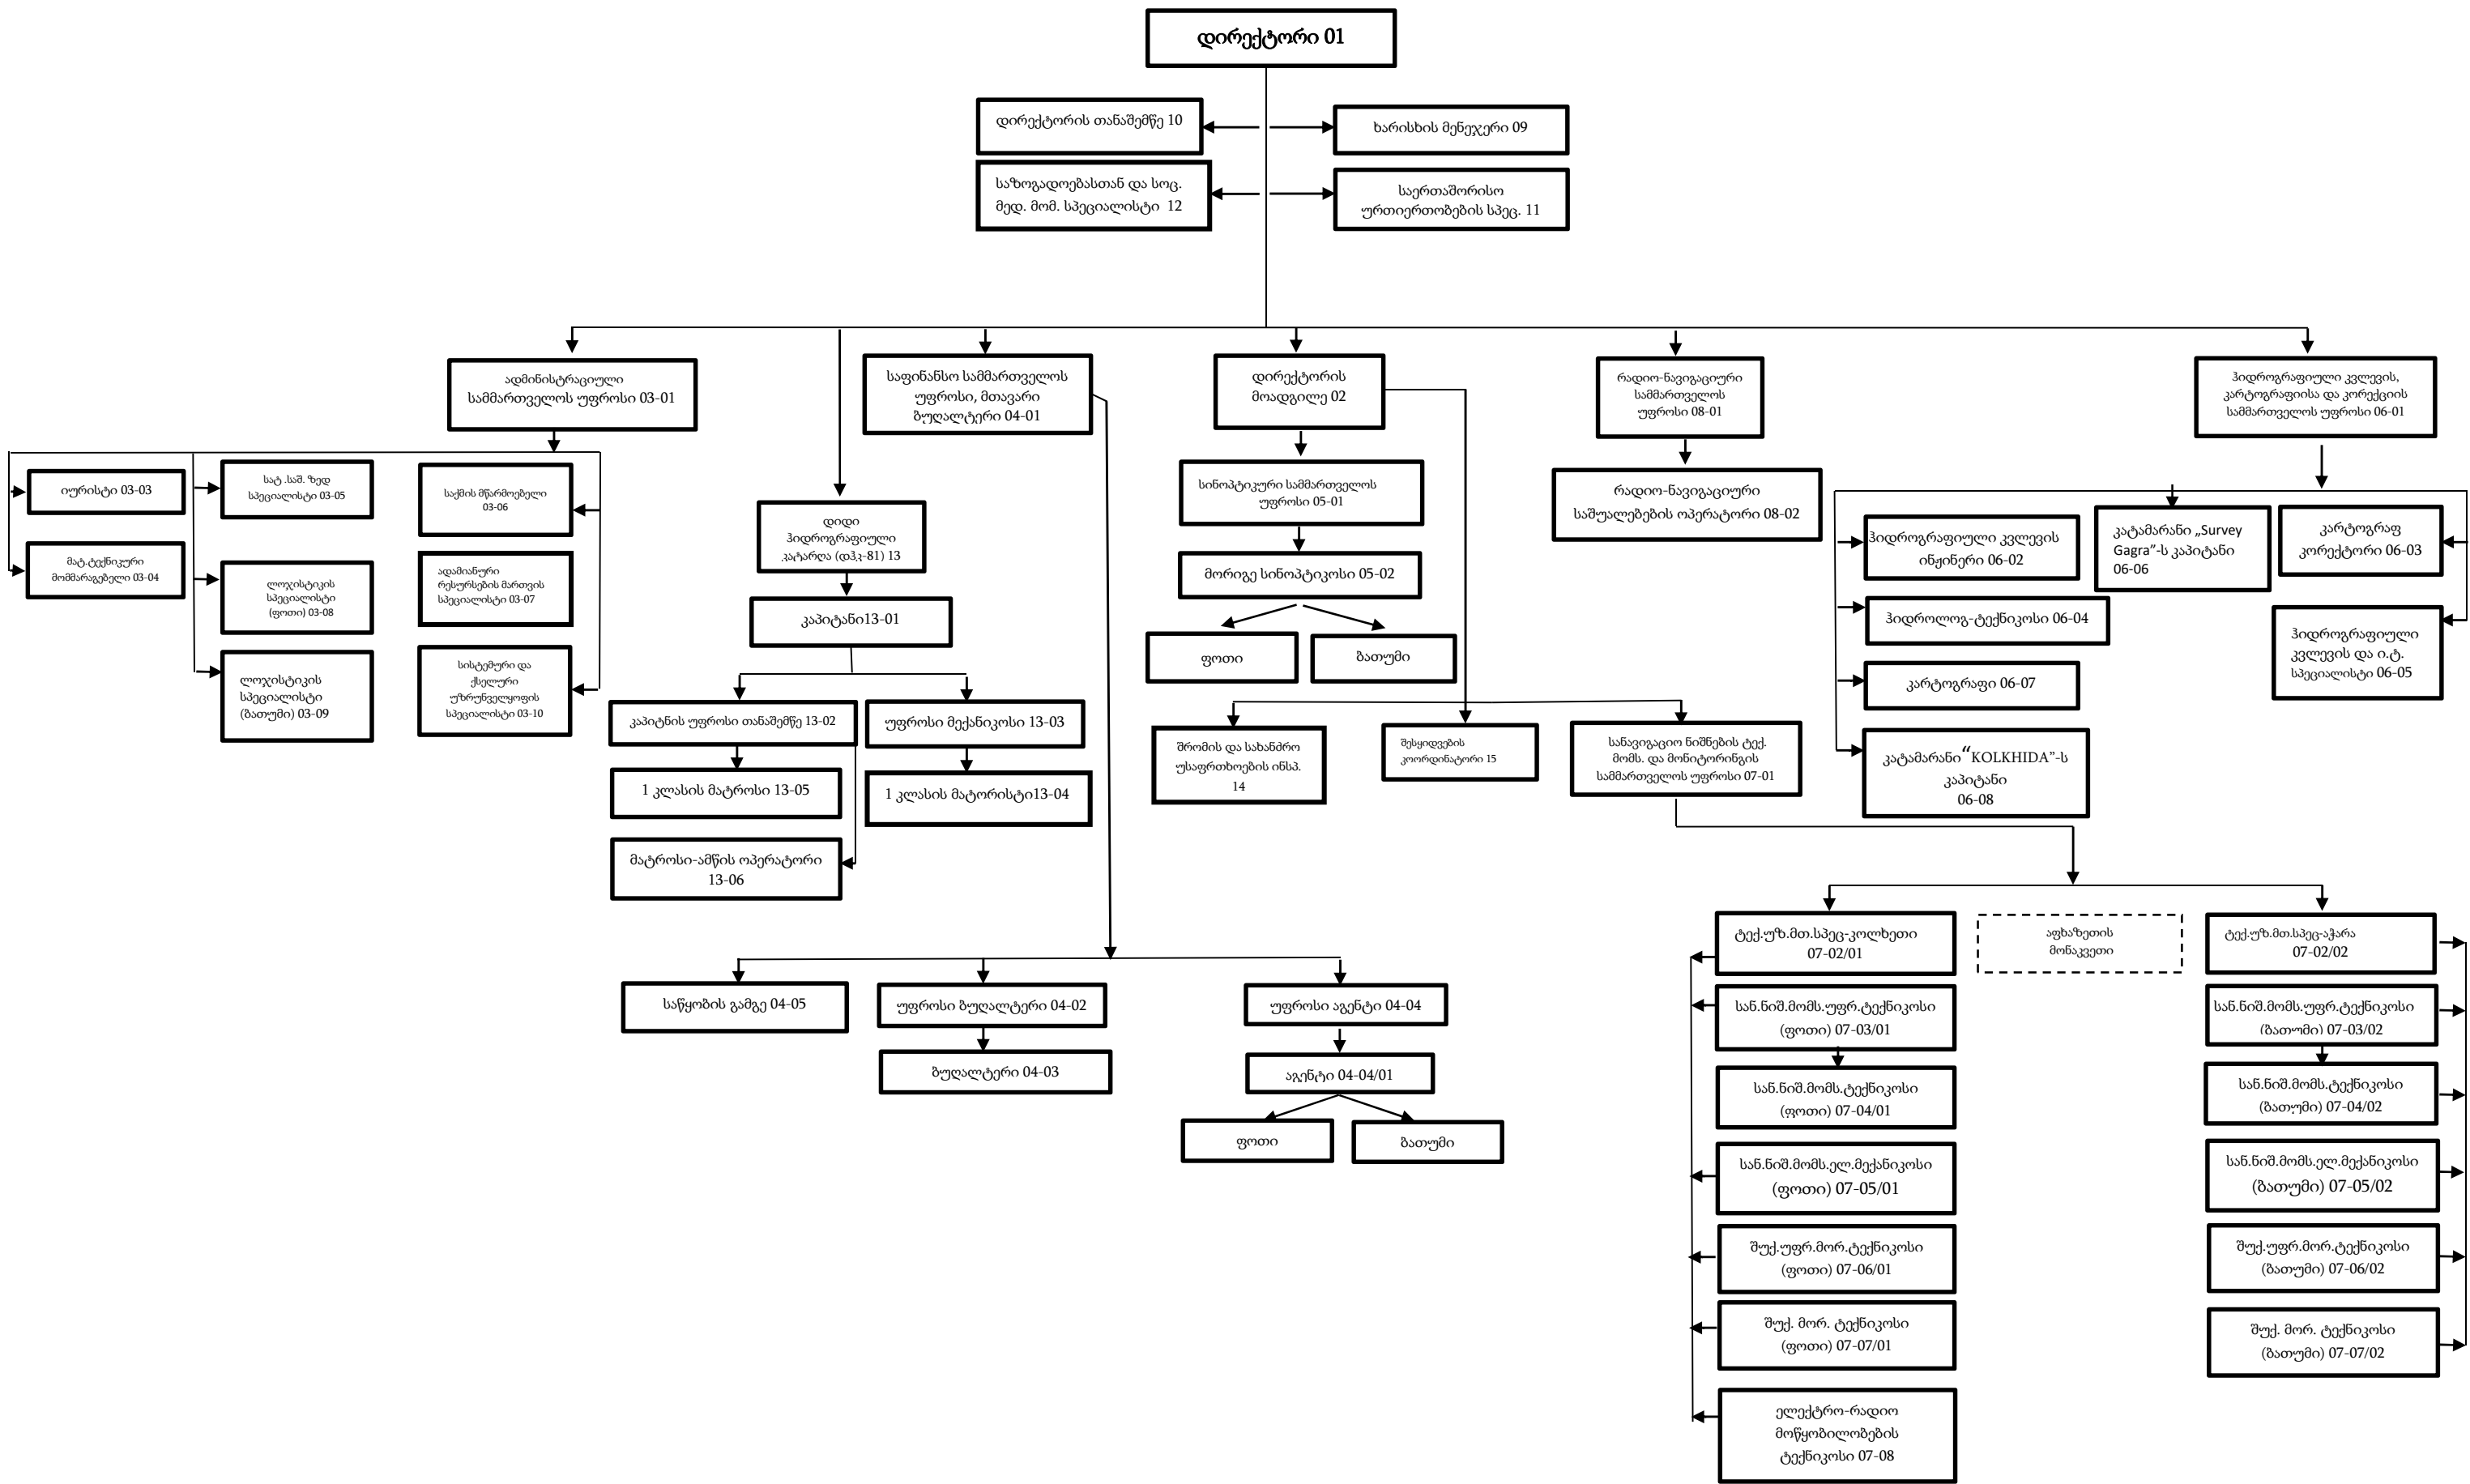 დირექტორი 01
დირექტორის თანაშემწე 10
ხარისხის მენეჯერი 09
საზოგადოებასთან და სოც.
მედ. მომ. სპეციალისტი 12
საერთაშორისო
ურთიერთობების სპეც. 11
ადმინისტრაციული
სამმართველოს უფროსი 03-01
საფინანსო სამმართველოს
უფროსი, მთავარი
ბუღალტერი 04-01
დირექტორის
მოადგილე 02
რადიო-ნავიგაციური
სამმართველოს
უფროსი 08-01
ჰიდროგრაფიული კვლევის,
კარტოგრაფიისა და კორექციის
სამმართველოს უფროსი 06-01
იურისტი 03-03
სატ .საშ. ზედ
სპეციალისტი 03-05
საქმის მწარმოებელი
03-06
მატ.ტექნიკური
მომმარაგებელი 03-04
ლოჯისტიკის
სპეციალისტი
(ფოთი) 03-08
ადამიანური
რესურსების მართვის
სპეციალისტი 03-07
ლოჯისტიკის
სპეციალისტი
(ბათუმი) 03-09
სისტემური და
ქსელური
უზრუნველყოფის
სპეციალისტი 03-10
დიდი
ჰიდროგრაფიული
კატარღა (დჰკ-81) 13
კაპიტანი13-01
კაპიტნის უფროსი თანაშემწე 13-02
უფროსი მექანიკოსი 13-03
1 კლასის მატროსი 13-05
1 კლასის მატორისტი13-04
მატროსი-ამწის ოპერატორი
13-06
სინოპტიკური სამმართველოს
უფროსი 05-01
მორიგე სინოპტიკოსი 05-02
ფოთი
ბათუმი
რადიო-ნავიგაციური
საშუალებების ოპერატორი 08-02
ჰიდროგრაფიული კვლევის
ინჟინერი 06-02
კატამარანი „Survey
Gagra”-ს კაპიტანი
06-06
კარტოგრაფ
კორექტორი 06-03
ჰიდროლოგ-ტექნიკოსი 06-04
ჰიდროგრაფიული
კვლევის და ი.ტ.
სპეციალისტი 06-05
კარტოგრაფი 06-07
კატამარანი “KOLKHIDA”-ს
კაპიტანი
06-08
შრომის და სახანძრო
უსაფრთხოების ინსპ.
14
შესყიდვების
კოორდინატორი 15
სანავიგაციო ნიშნების ტექ.
მომს. და მონიტორინგის
სამმართველოს უფროსი 07-01
საწყობის გამგე 04-05
უფროსი ბუღალტერი 04-02
უფროსი აგენტი 04-04
ბუღალტერი 04-03
აგენტი 04-04/01
ფოთი
ბათუმი
ტექ.უზ.მთ.სპეც-კოლხეთი
07-02/01
აფხაზეთის
მონაკვეთი
ტექ.უზ.მთ.სპეც-აჭარა
07-02/02
სან.ნიშ.მომს.უფრ.ტექნიკოსი
(ფოთი) 07-03/01
სან.ნიშ.მომს.უფრ.ტექნიკოსი
(ბათუმი) 07-03/02
სან.ნიშ.მომს.ტექნიკოსი
(ფოთი) 07-04/01
სან.ნიშ.მომს.ტექნიკოსი
(ბათუმი) 07-04/02
სან.ნიშ.მომს.ელ.მექანიკოსი
(ფოთი) 07-05/01
სან.ნიშ.მომს.ელ.მექანიკოსი
(ბათუმი) 07-05/02
შუქ.უფრ.მორ.ტექნიკოსი
(ფოთი) 07-06/01
შუქ.უფრ.მორ.ტექნიკოსი
(ბათუმი) 07-06/02
შუქ. მორ. ტექნიკოსი
(ფოთი) 07-07/01
შუქ. მორ. ტექნიკოსი
(ბათუმი) 07-07/02
ელექტრო-რადიო
მოწყობილობების
ტექნიკოსი 07-08